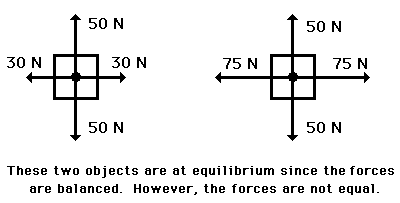 50 N
50 N
30 N
30 N
75 N
75 N
50 N
50 N
These two objects are at equilibrium since the forces
are balanced. However, the forces are not equal.